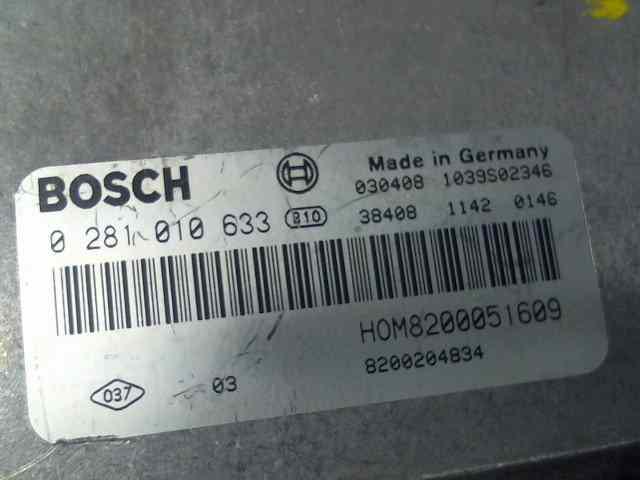 BOSCH
Made in Germany
030408 1039S02346
0 281 010 633 B10
38408 1142 0146
HOM8200051609
8200204834
037
03